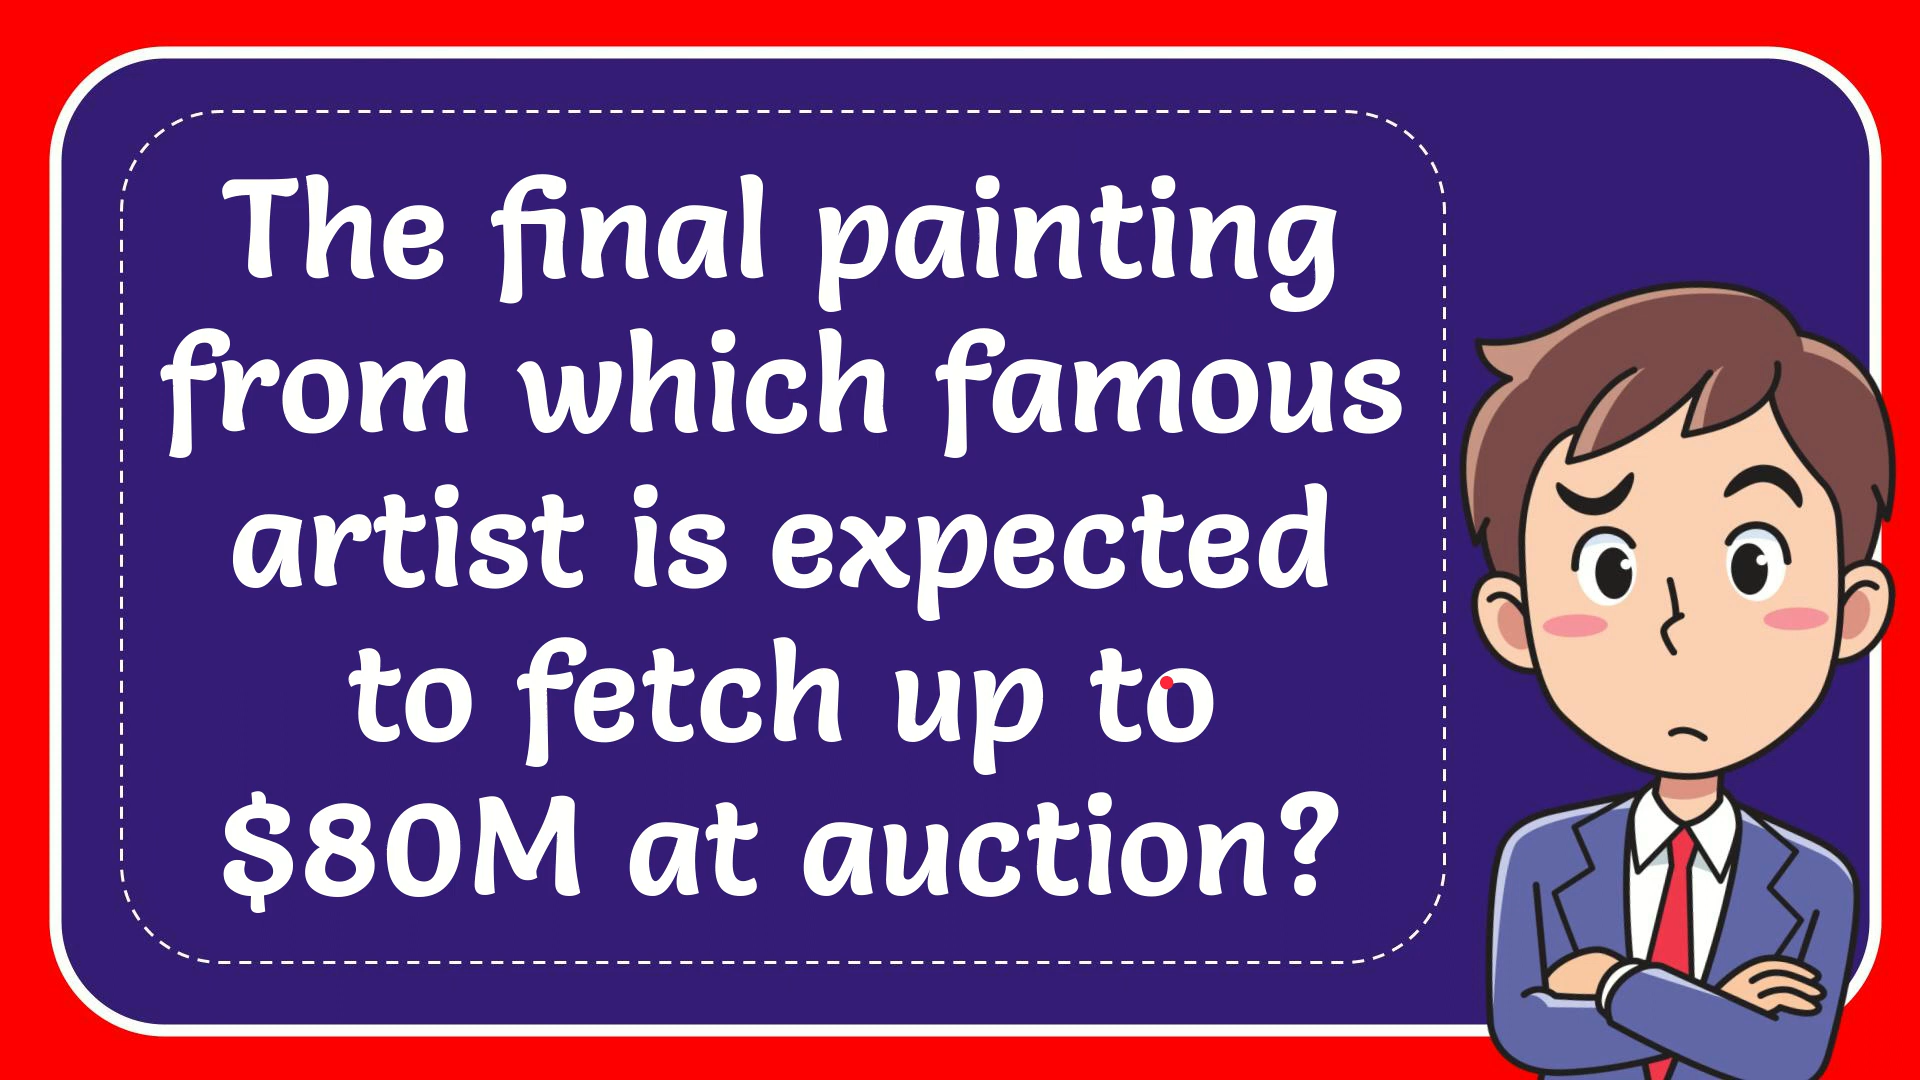 The final painting
from which famous
artist is expected
to fetch up to
$80M at auction?